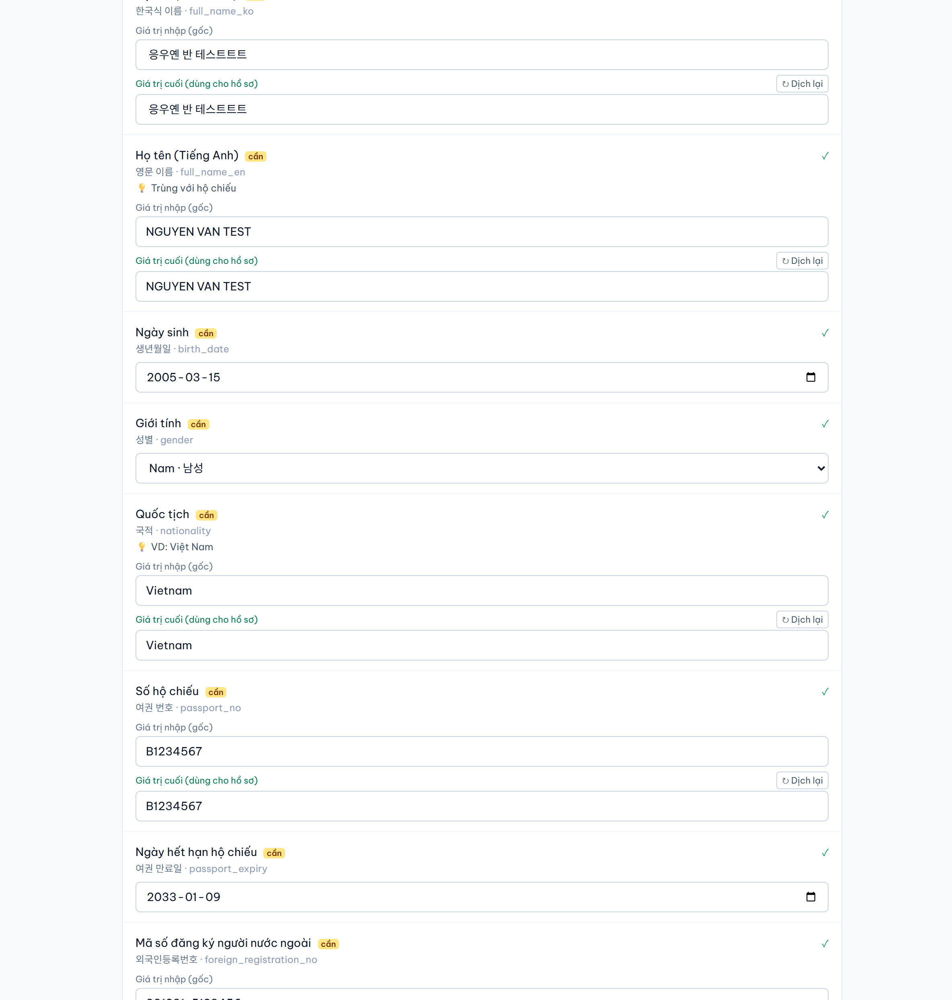 한국식 이름 · full_name_ko
Giá trị nhập (gốc)
응우옌 반 테스트트트
Giá trị cuối (dùng cho hồ sơ)
↻ Dịch lại
응우옌 반 테스트트트
Họ tên (Tiếng Anh) cần
✓
영문 이름 · full_name_en
💡 Trùng với hộ chiếu
Giá trị nhập (gốc)
NGUYEN VAN TEST
Giá trị cuối (dùng cho hồ sơ)
↻ Dịch lại
NGUYEN VAN TEST
Ngày sinh cần
✓
생년월일 · birth_date
2005-03-15
Giới tính cần
✓
성별 · gender
Nam · 남성
Quốc tịch cần
✓
국적 · nationality
💡 VD: Việt Nam
Giá trị nhập (gốc)
Vietnam
Giá trị cuối (dùng cho hồ sơ)
↻ Dịch lại
Vietnam
Số hộ chiếu cần
✓
여권 번호 · passport_no
Giá trị nhập (gốc)
B1234567
Giá trị cuối (dùng cho hồ sơ)
↻ Dịch lại
B1234567
Ngày hết hạn hộ chiếu cần
✓
여권 만료일 · passport_expiry
2033-01-09
Mã số đăng ký người nước ngoài cần
✓
외국인등록번호 · foreign_registration_no
Giá trị nhập (gốc)